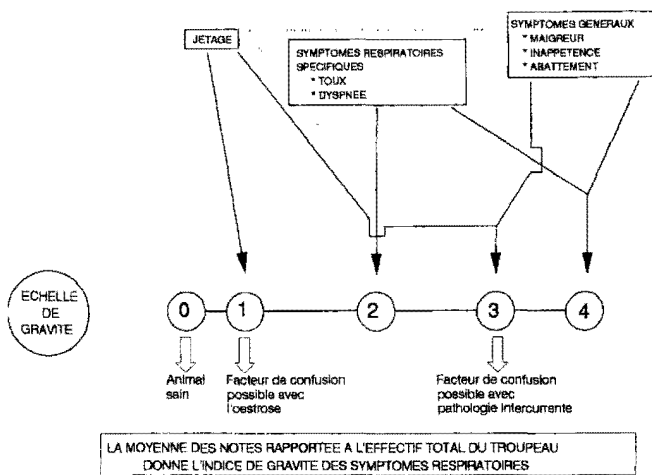 JETAGE
SYMPTOMES RESPIRATOIRES
SPECIFIQUES
* TOUX
* DYSPNEE
SYMPTOMES GENERAUX
* MAIGREUR
* INAPPETENCE
* ABATTEMENT
ECHELLE
DE
GRAVITE
0
1
2
3
4
Animal
sain
Facteur de confusion
possible avec
l'oestrose
Facteur de confusion
possible avec
pathologie intercurrente
LA MOYENNE DES NOTES RAPPORTEE A L'EFFECTIF TOTAL DU TROUPEAU
DONNE L'INDICE DE GRAVITE DES SYMPTOMES RESPIRATOIRES